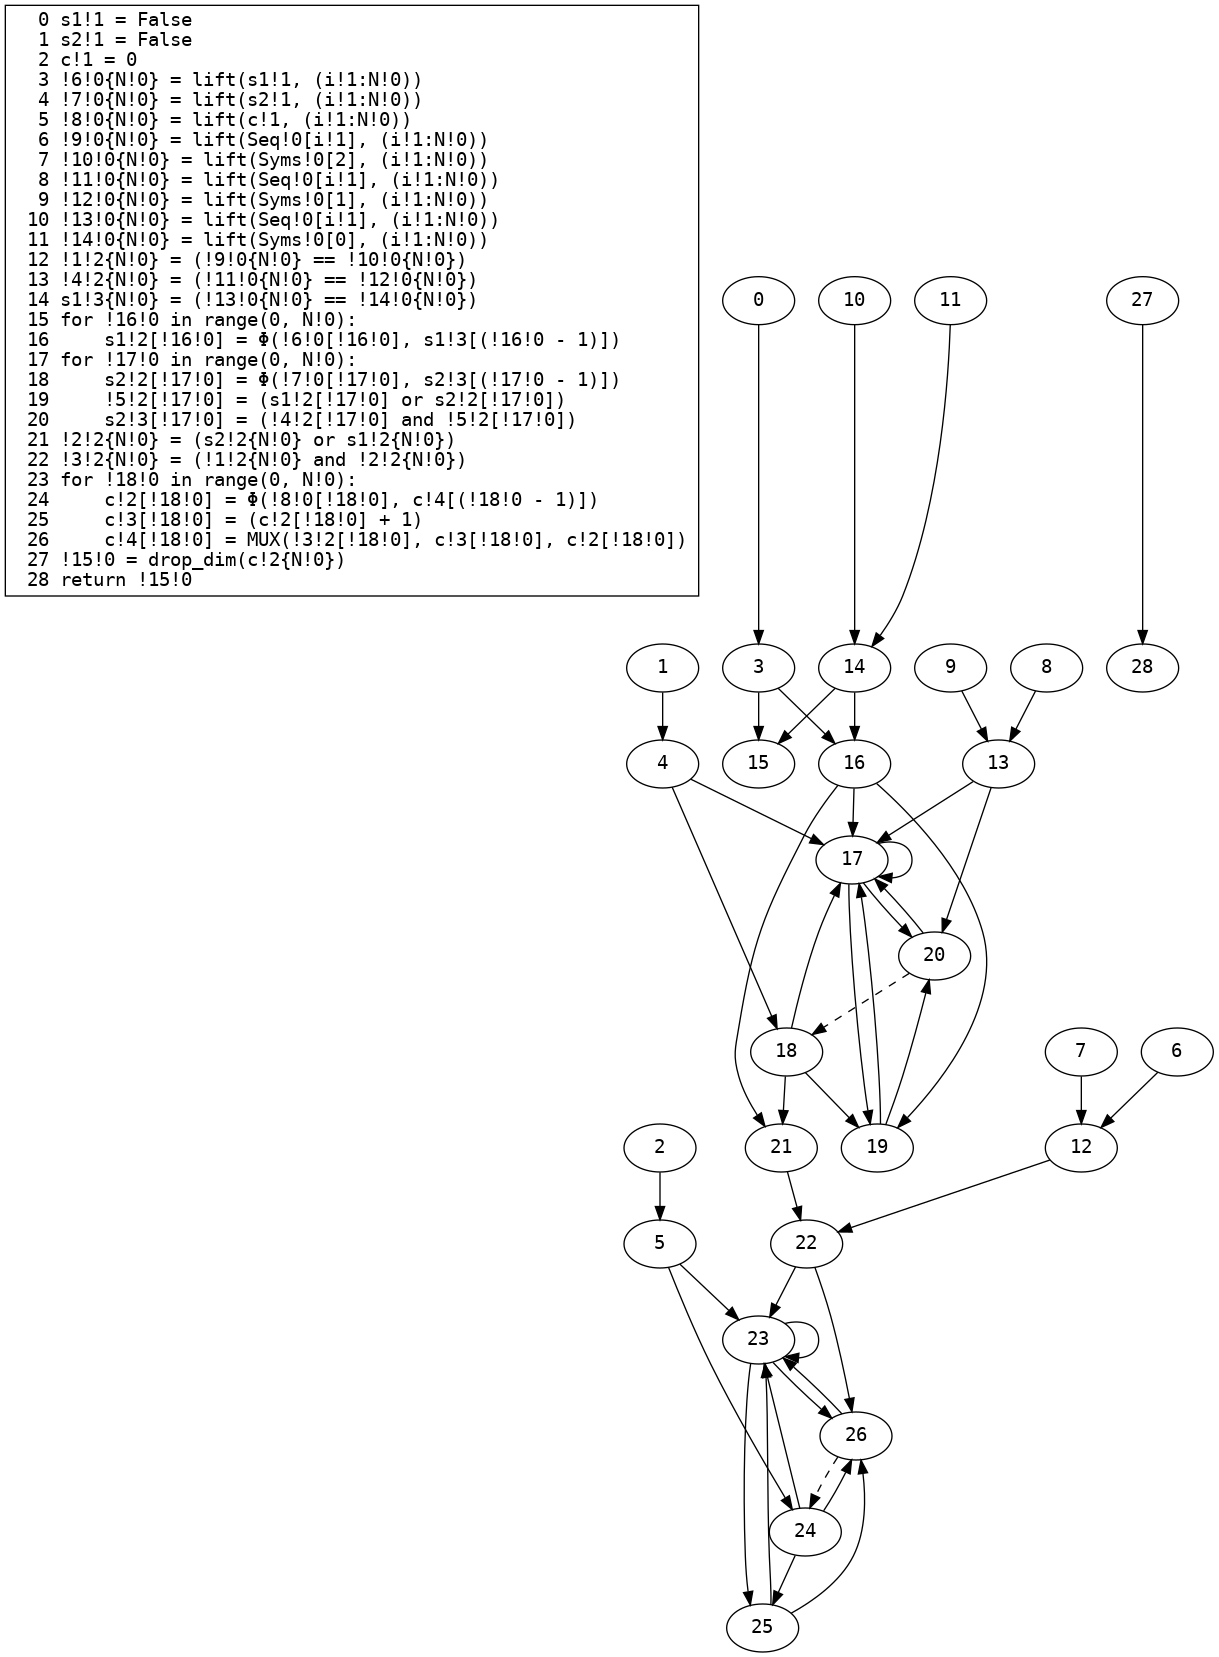 0 s1!1 = False
1 s2!1 = False
2 c!1 = 0
3 !6!0{N!0} = lift(s1!1, (i!1:N!0))
4 !7!0{N!0} = lift(s2!1, (i!1:N!0))
5 !8!0{N!0} = lift(c!1, (i!1:N!0))
6 !9!0{N!0} = lift(Seq!0[i!1], (i!1:N!0))
7 !10!0{N!0} = lift(Syms!0[2], (i!1:N!0))
8 !11!0{N!0} = lift(Seq!0[i!1], (i!1:N!0))
9 !12!0{N!0} = lift(Syms!0[1], (i!1:N!0))
10 !13!0{N!0} = lift(Seq!0[i!1], (i!1:N!0))
11 !14!0{N!0} = lift(Syms!0[0], (i!1:N!0))
12 !1!2{N!0} = (!9!0{N!0} == !10!0{N!0})
13 !4!2{N!0} = (!11!0{N!0} == !12!0{N!0})
14 s1!3{N!0} = (!13!0{N!0} == !14!0{N!0})
15 for !16!0 in range(0, N!0):
16     s1!2[!16!0] = Φ(!6!0[!16!0], s1!3[(!16!0 - 1)])
17 for !17!0 in range(0, N!0):
18     s2!2[!17!0] = Φ(!7!0[!17!0], s2!3[(!17!0 - 1)])
19     !5!2[!17!0] = (s1!2[!17!0] or s2!2[!17!0])
20     s2!3[!17!0] = (!4!2[!17!0] and !5!2[!17!0])
21 !2!2{N!0} = (s2!2{N!0} or s1!2{N!0})
22 !3!2{N!0} = (!1!2{N!0} and !2!2{N!0})
23 for !18!0 in range(0, N!0):
24     c!2[!18!0] = Φ(!8!0[!18!0], c!4[(!18!0 - 1)])
25     c!3[!18!0] = (c!2[!18!0] + 1)
26     c!4[!18!0] = MUX(!3!2[!18!0], c!3[!18!0], c!2[!18!0])
27 !15!0 = drop_dim(c!2{N!0})
28 return !15!0
0 10 11 27
1 3 14 9 8 28
4 15 16 13
17
20
18 7 6
2 21 19 12
5 22
23
26
24
25